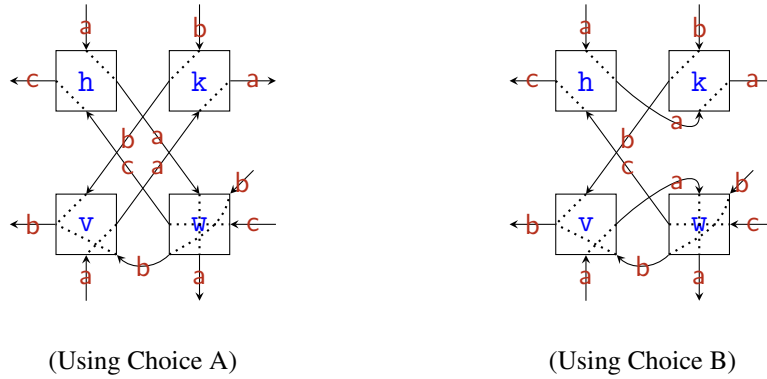 a b a b
c h k a c h k a
b a b a
c a c
b a b
b v w c b v w c
b b
a a a a
(Using Choice A) (Using Choice B)